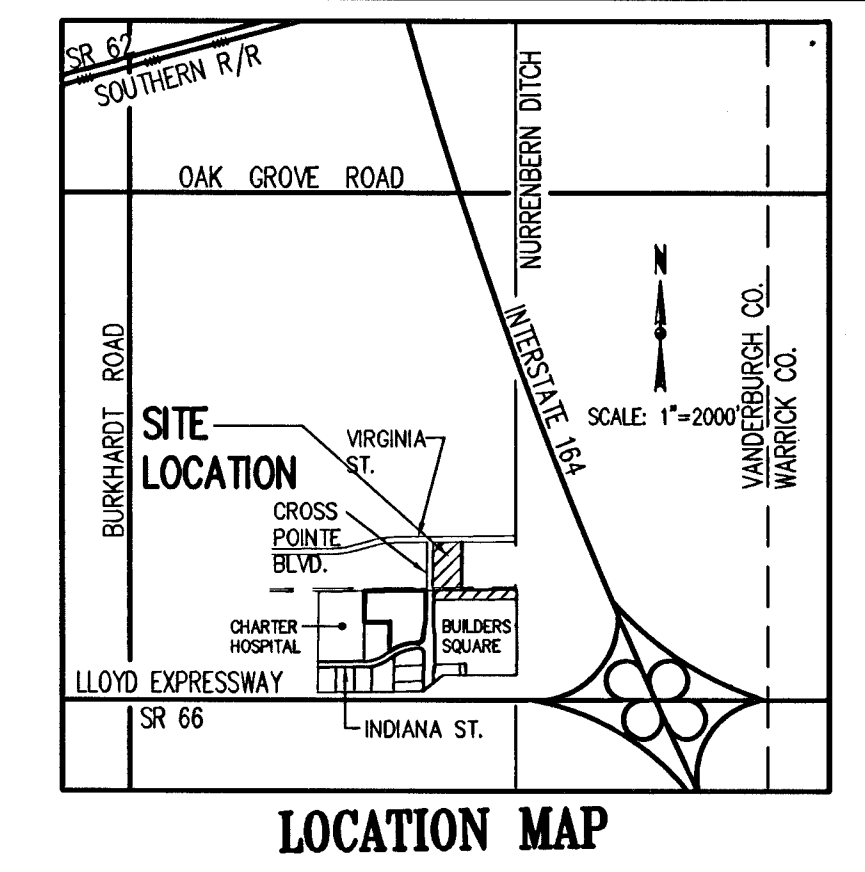 SR 62
SOUTHERN R/R
OAK GROVE ROAD
NURRENBERN DITCH
N
INTERSTATE 164
SCALE: 1"=2000'
VANDERBURGH CO.
WARRICK CO.
BURKHARDT ROAD
SITE
LOCATION
VIRGINIA
ST.
CROSS
POINTE
BLVD.
CHARTER
HOSPITAL
BUILDERS
SQUARE
LLOYD EXPRESSWAY
SR 66
INDIANA ST.
LOCATION MAP